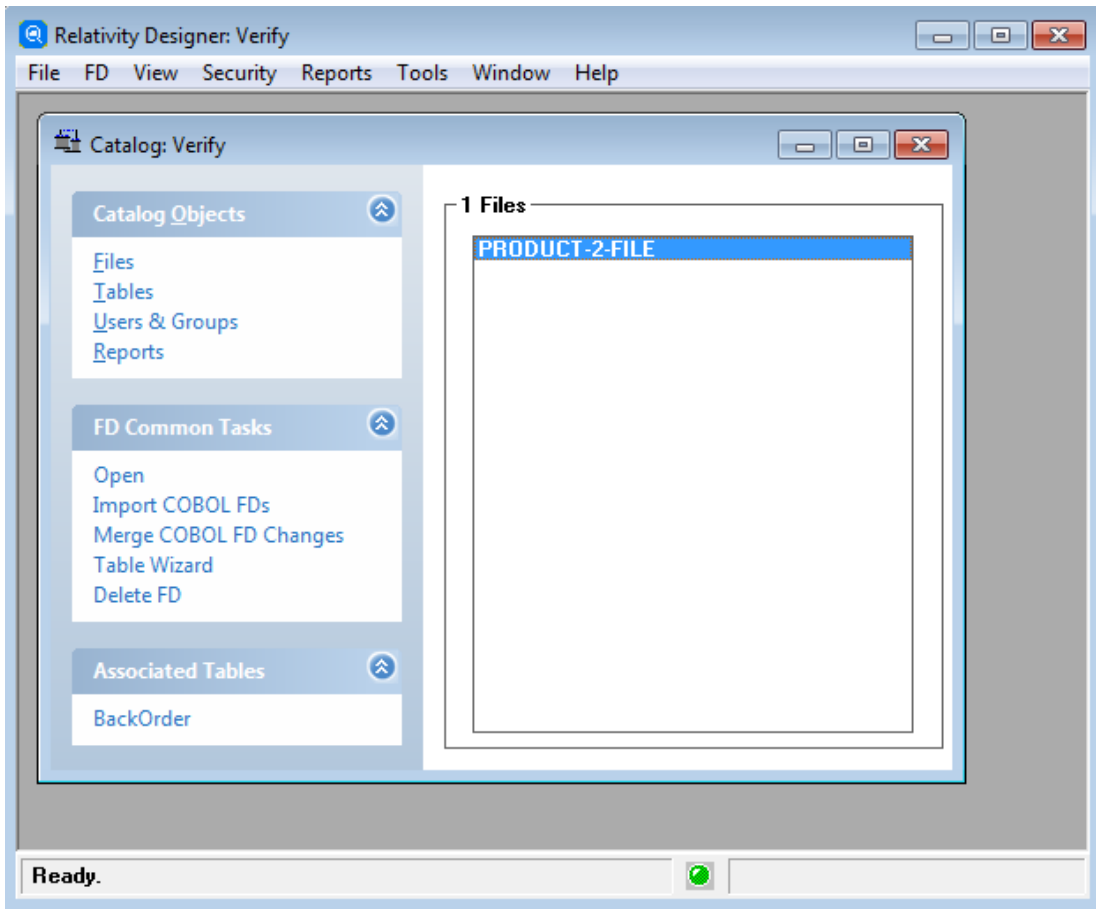 Relativity Designer: Verify
File FD View Security Reports Tools Window Help
Catalog: Verify
Catalog Objects
Files
Tables
Users & Groups
Reports
FD Common Tasks
Open
Import COBOL FDs
Merge COBOL FD Changes
Table Wizard
Delete FD
Associated Tables
BackOrder
1 Files
PRODUCT-2-FILE
Ready.